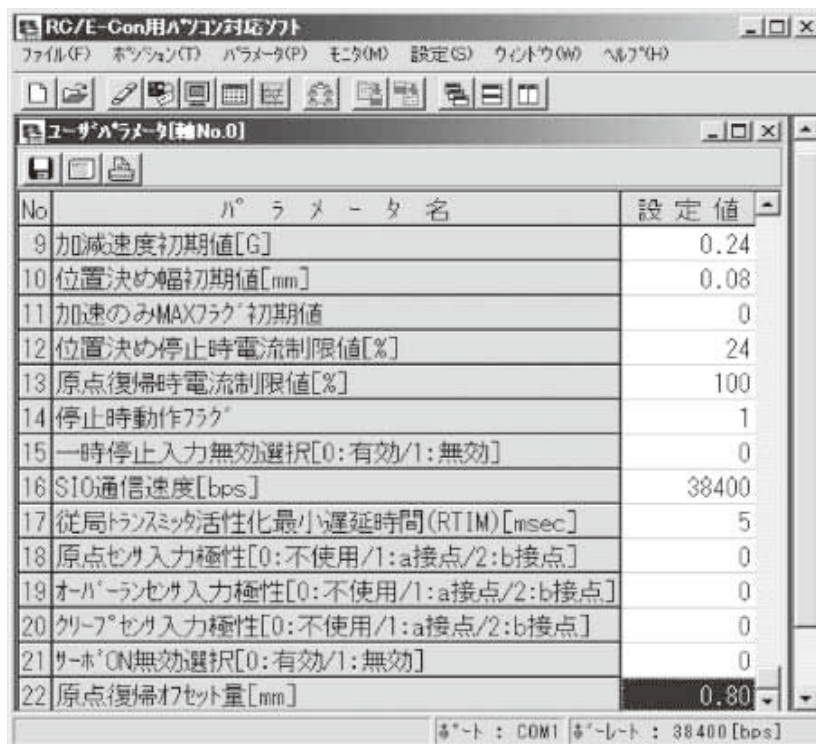 RC/E-Con用パソコン対応ソフト
ファイル(F) ポジション(T) パラメータ(P) モニタ(M) 設定(S) ウィンドウ(W) ヘルプ(H)
ユーザパラメータ[軸No.0]
No パラメータ名 設定値
9 加減速度初期値[G] 0.24
10 位置決め幅初期値[mm] 0.08
11 加速のみMAXフラグ初期値 0
12 位置決め停止時電流制限値[%] 24
13 原点復帰時電流制限値[%] 100
14 停止時動作フラグ 1
15 一時停止入力無効選択[0:有効/1:無効] 0
16 SIO通信速度[bps] 38400
17 従局トランスミッタ活性化最小遅延時間(RTIM)[msec] 5
18 原点センサ入力極性[0:不使用/1:a接点/2:b接点] 0
19 オーバーランセンサ入力極性[0:不使用/1:a接点/2:b接点] 0
20 クリープセンサ入力極性[0:不使用/1:a接点/2:b接点] 0
21 サーボON無効選択[0:有効/1:無効] 0
22 原点復帰オフセット量[mm] 0.80
ポート : COM1 ボーレート : 38400[bps]